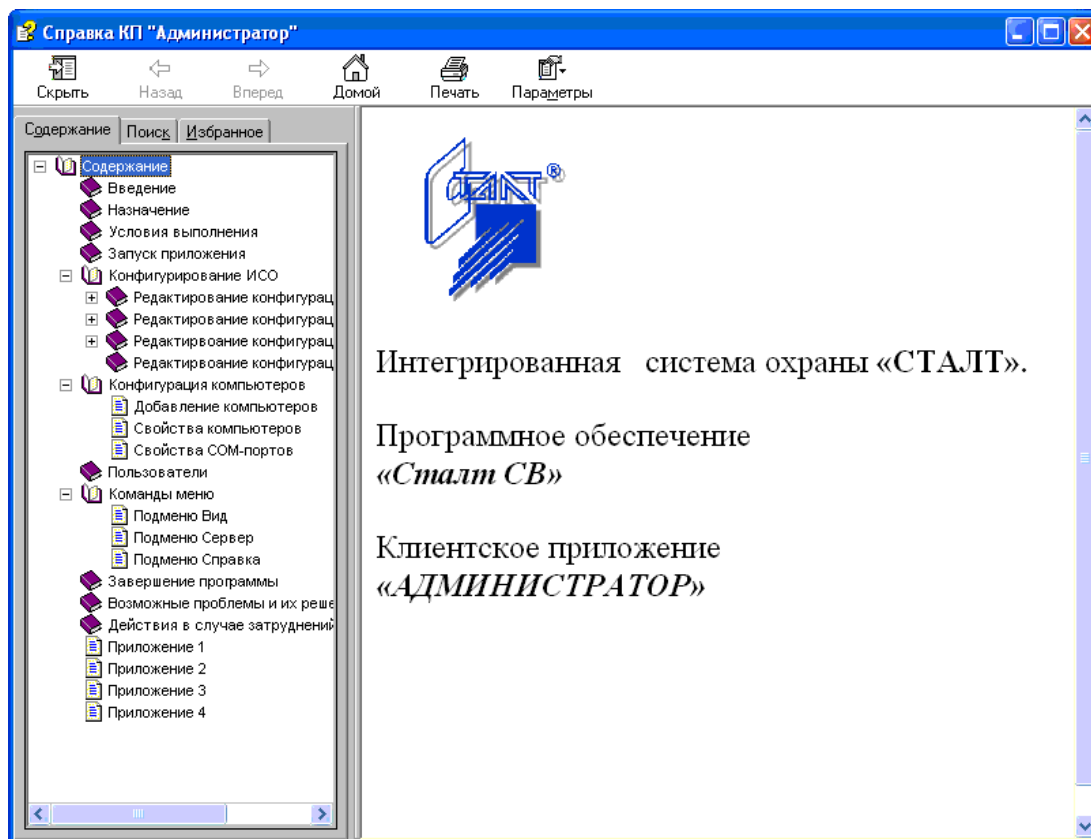 Справка КП "Администратор"
Скрыть Назад Вперед Домой Печать Параметры
Содержание Поиск Избранное
Содержание
Введение
Назначение
Условия выполнения
Запуск приложения
Конфигурирование ИСО
Редактирование конфигурац
Редактирование конфигурац
Редактирвоание конфигурац
Редактирвоание конфигурац
Конфигурация компьютеров
Добавление компьютеров
Свойства компьютеров
Свойства COM-портов
Пользователи
Команды меню
Подменю Вид
Подменю Сервер
Подменю Справка
Завершение программы
Возможные проблемы и их реше
Действия в случае затруднений
Приложение 1
Приложение 2
Приложение 3
Приложение 4
Сталт ®
Интегрированная система охраны «СТАЛТ».
Программное обеспечение
«Сталт СВ»
Клиентское приложение
«АДМИНИСТРАТОР»